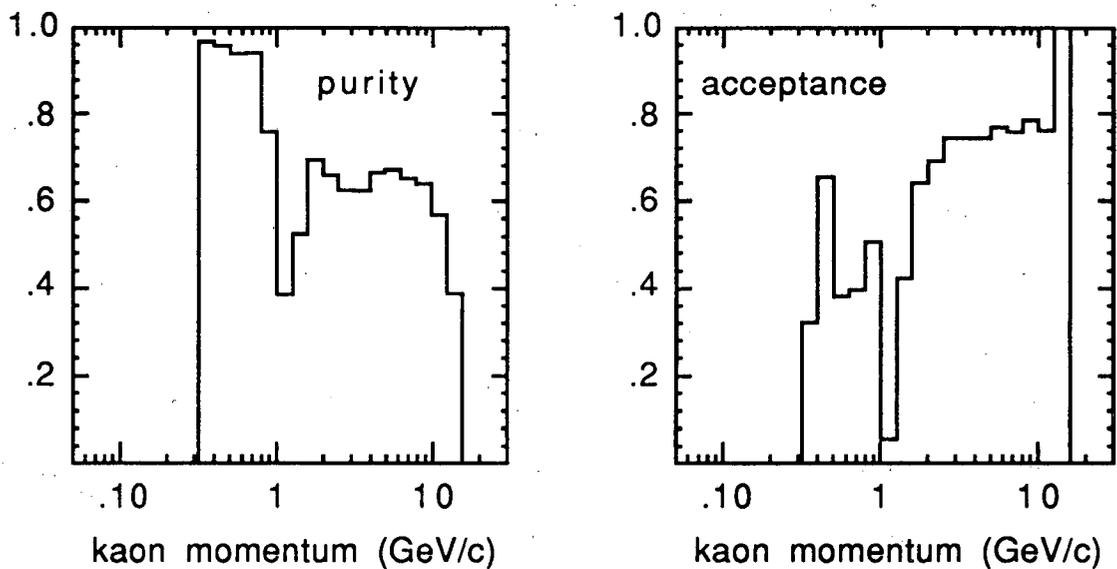 1.0
purity
.8
.6
.4
.2
.10 1 10
kaon momentum (GeV/c)
1.0
acceptance
.8
.6
.4
.2
.10 1 10
kaon momentum (GeV/c)